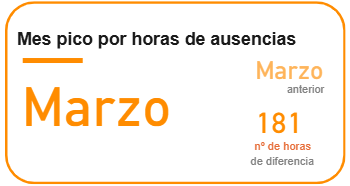 Mes pico por horas de ausencias
Marzo
Marzo
anterior
181
nº de horas
de diferencia